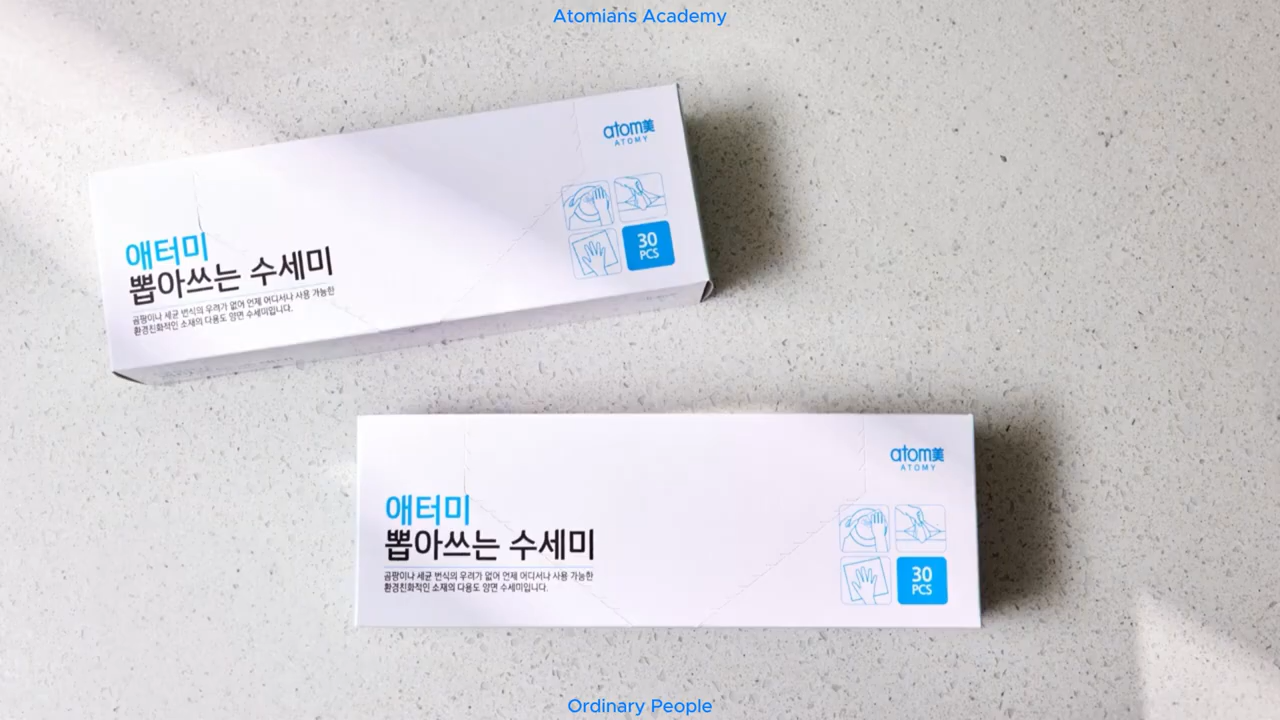 Atomians Academy
atom美
ATOMY
30
PCS
애터미
뽑아쓰는 수세미
곰팡이나 세균 번식의 우려가 없어 언제 어디서나 사용 가능한
환경친화적인 소재의 다용도 양면 수세미입니다.
atom美
ATOMY
애터미
뽑아쓰는 수세미
곰팡이나 세균 번식의 우려가 없어 언제 어디서나 사용 가능한
환경친화적인 소재의 다용도 양면 수세미입니다.
30
PCS
Ordinary People